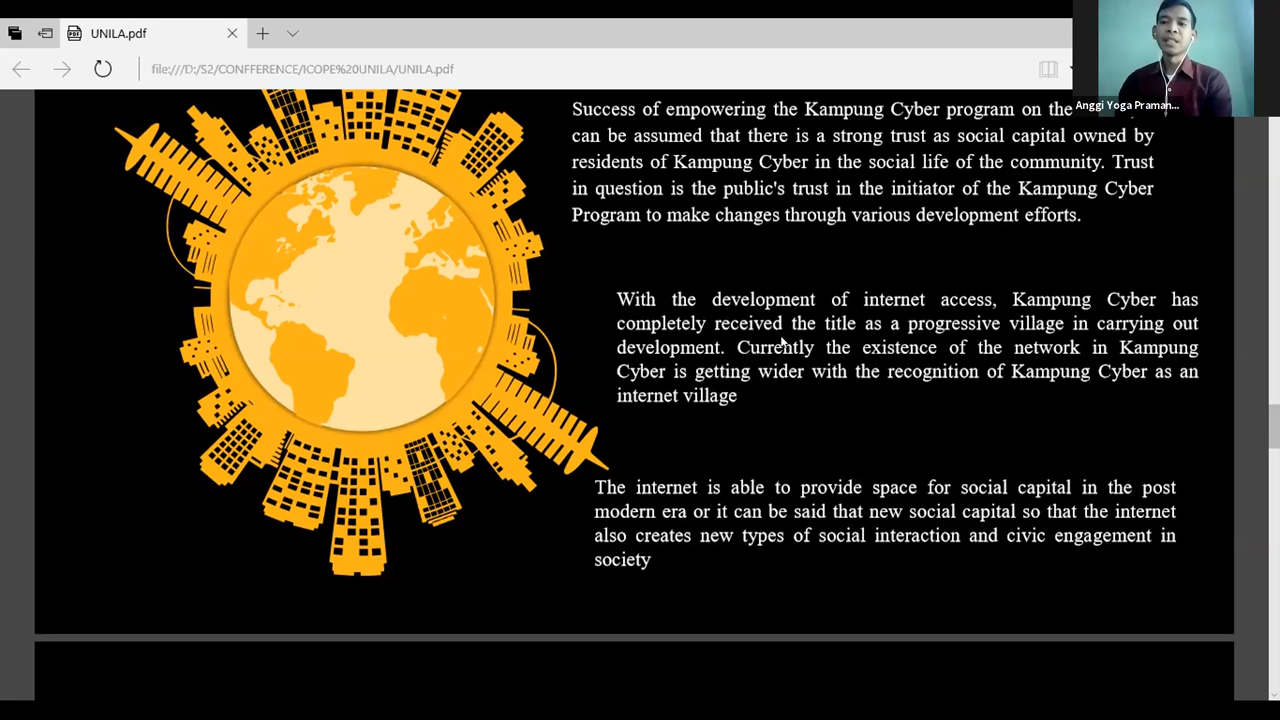 UNILA.pdf
file:///D:/S2/CONFFERENCE/ICOPE%20UNILA/UNILA.pdf
Anggi Yoga Praman...
Success of empowering the Kampung Cyber program on the
can be assumed that there is a strong trust as social capital owned by
residents of Kampung Cyber in the social life of the community. Trust
in question is the public's trust in the initiator of the Kampung Cyber
Program to make changes through various development efforts.
With the development of internet access, Kampung Cyber has
completely received the title as a progressive village in carrying out
development. Currently the existence of the network in Kampung
Cyber is getting wider with the recognition of Kampung Cyber as an
internet village
The internet is able to provide space for social capital in the post
modern era or it can be said that new social capital so that the internet
also creates new types of social interaction and civic engagement in
society